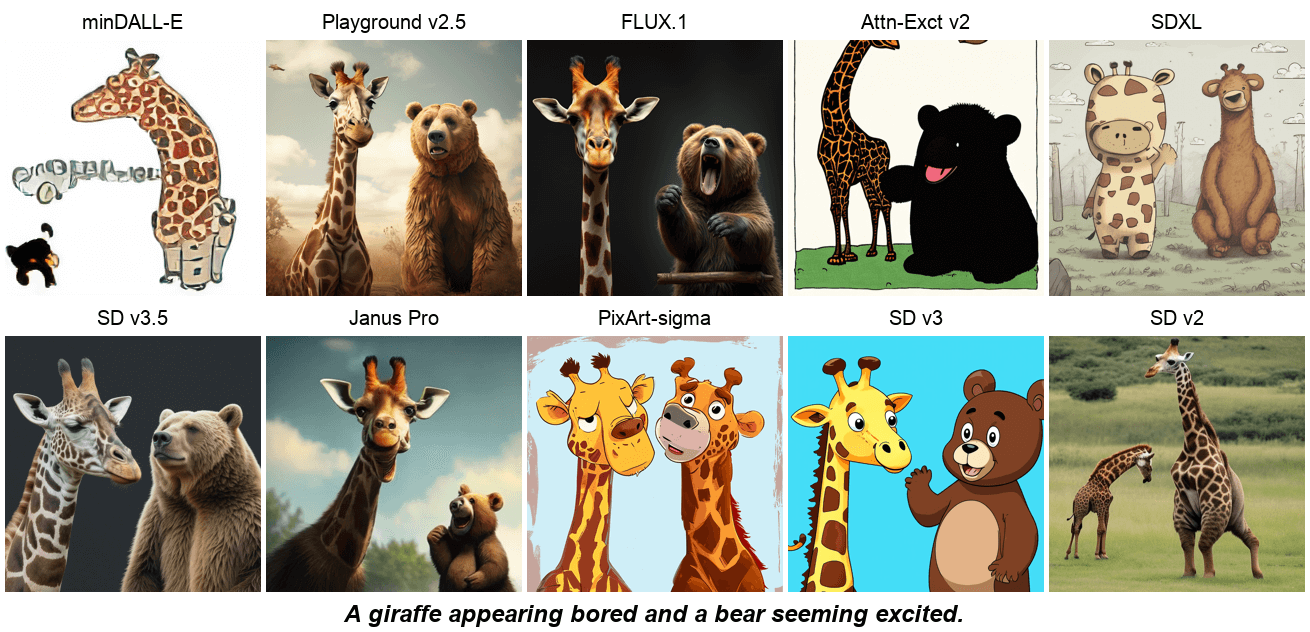 minDALL-E
Playground v2.5
FLUX.1
Attn-Exct v2
SDXL
SD v3.5
Janus Pro
PixArt-sigma
SD v3
SD v2
A giraffe appearing bored and a bear seeming excited.